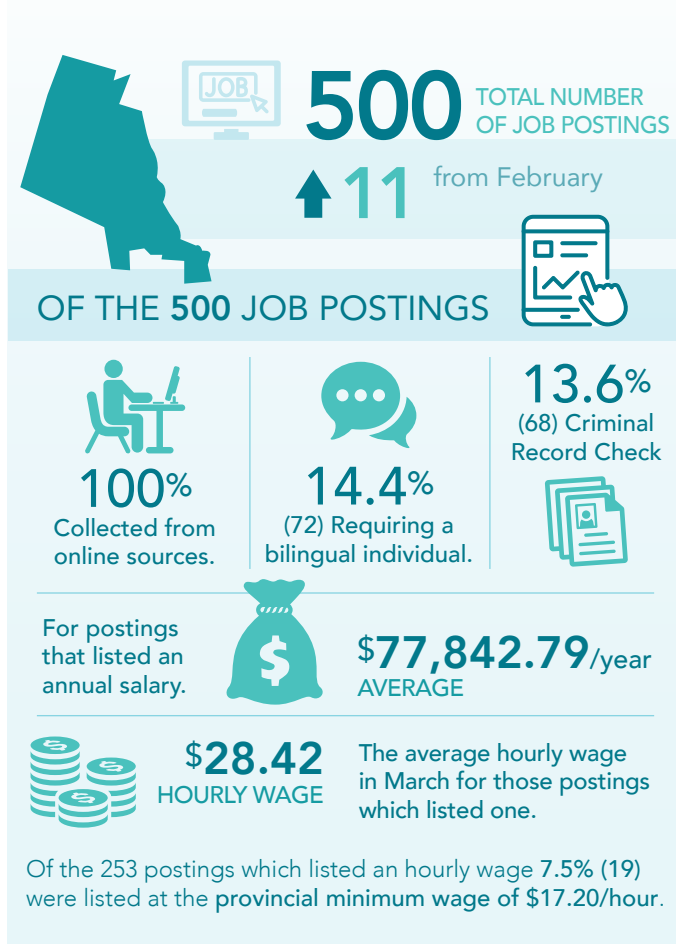 JOB
500
TOTAL NUMBER
OF JOB POSTINGS
11 from February
OF THE 500 JOB POSTINGS
100%
Collected from
online sources.
14.4%
(72) Requiring a
bilingual individual.
13.6%
(68) Criminal
Record Check
For postings
that listed an
annual salary.
$
$77,842.79/year
AVERAGE
$
$
$
$28.42
HOURLY WAGE
The average hourly wage
in March for those postings
which listed one.
Of the 253 postings which listed an hourly wage 7.5% (19)
were listed at the provincial minimum wage of $17.20/hour.